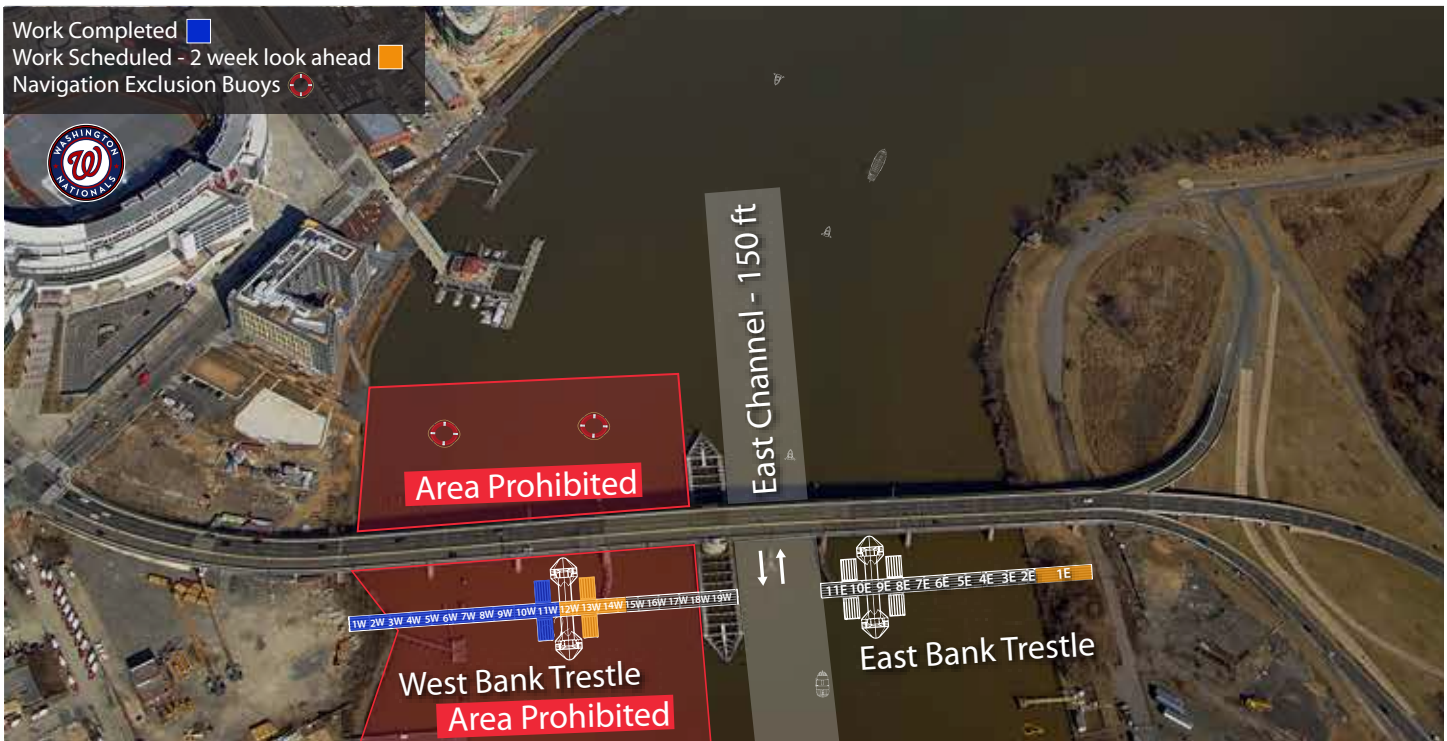 Work Completed
Work Scheduled - 2 week look ahead
Navigation Exclusion Buoys
WASHINGTON
W
NATIONALS
East Channel - 150 ft
Area Prohibited
1W 2W 3W 4W 5W 6W 7W 8W 9W 10W 11W 12W 13W 14W 15W 16W 17W 18W 19W
11E 10E 9E 8E 7E 6E 5E 4E 3E 2E 1E
West Bank Trestle
East Bank Trestle
Area Prohibited